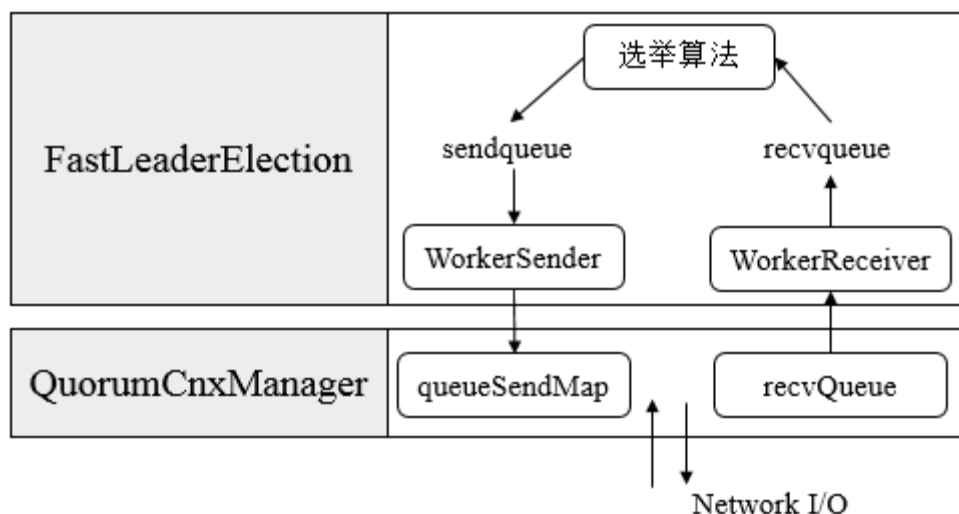 选举算法
FastLeaderElection
sendqueue
recvqueue
WorkerSender
WorkerReceiver
QuorumCnxManager
queueSendMap
recvQueue
Network I/O